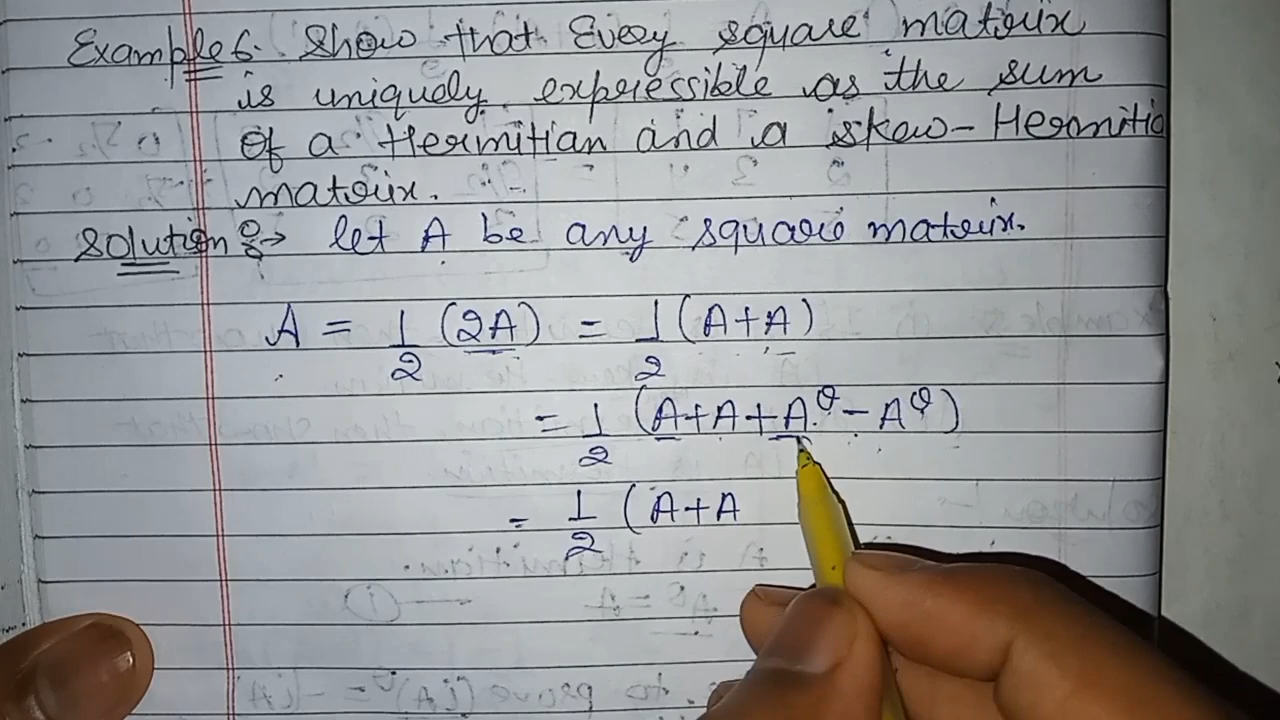 Example 6. Show that Every square matrix
is uniquely expressible as the sum
of a Hermitian and a skew-Hermitia
matrix.
Solution :→ let A be any square matrix.
A = 1/2 (2A) = 1/2 (A+A)
= 1/2 (A+A+A^θ - A^θ)
= 1/2 (A+A